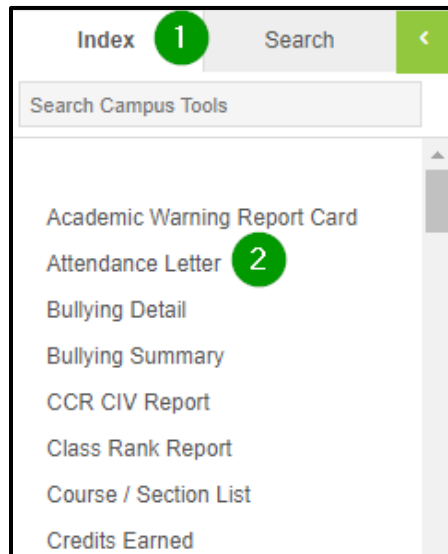 Index 1 Search <
Search Campus Tools
Academic Warning Report Card
Attendance Letter 2
Bullying Detail
Bullying Summary
CCR CIV Report
Class Rank Report
Course / Section List
Credits Earned